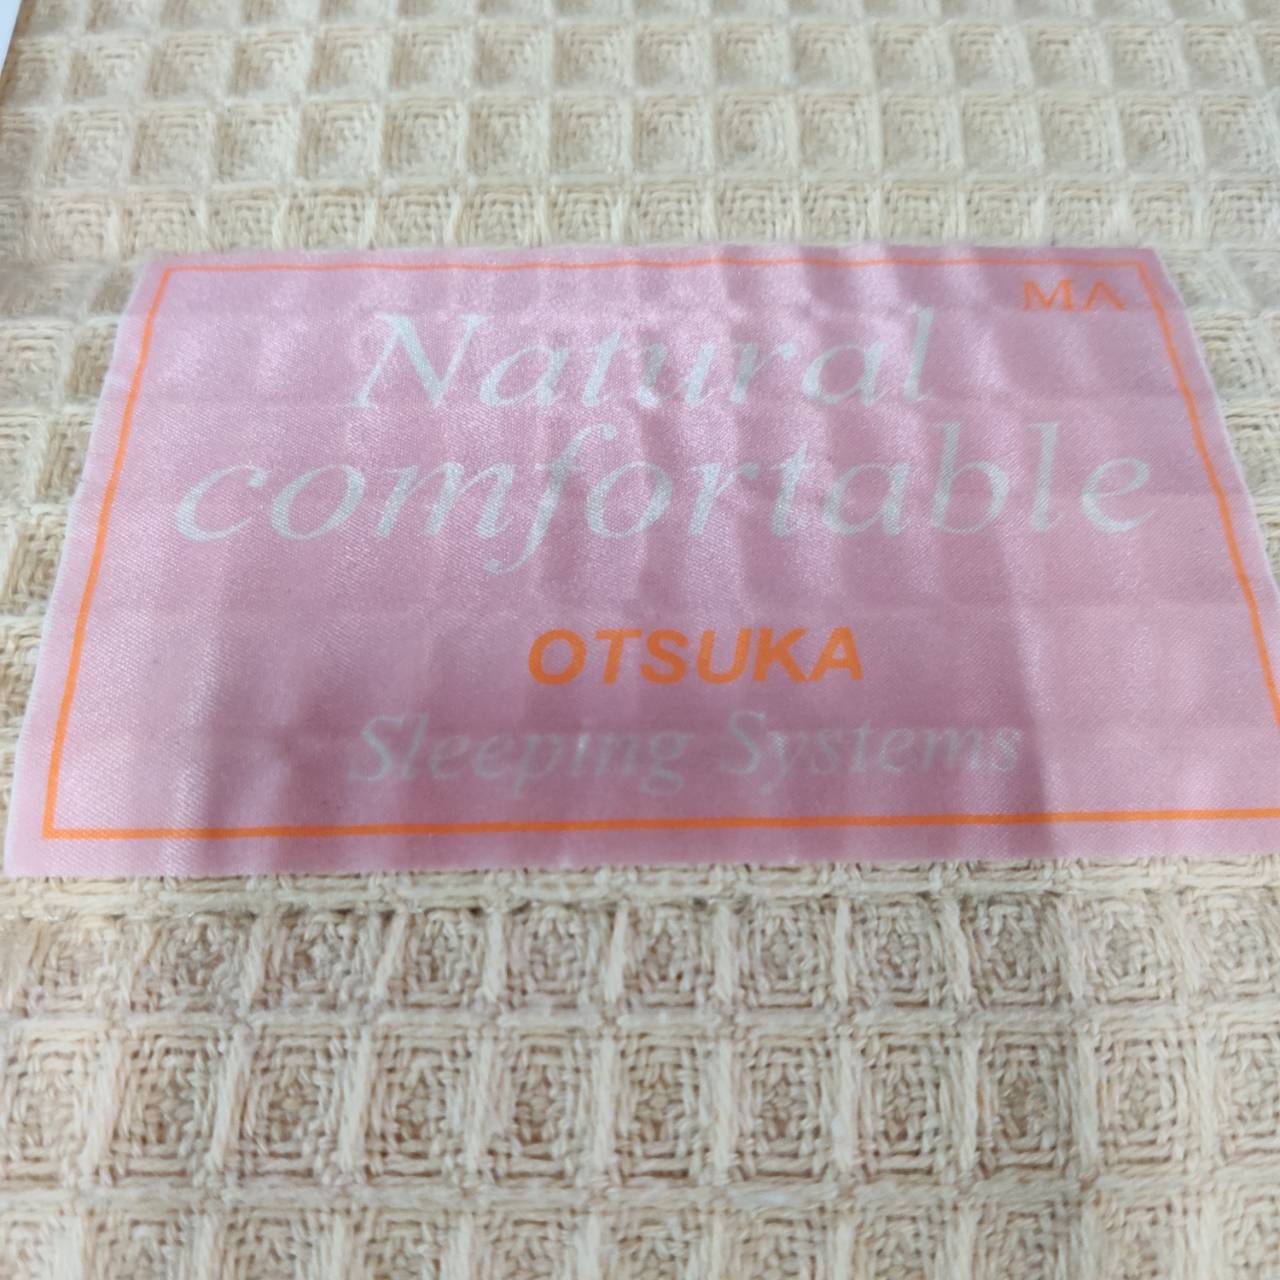 MA
Natural
comfortable
OTSUKA
Sleeping Systems